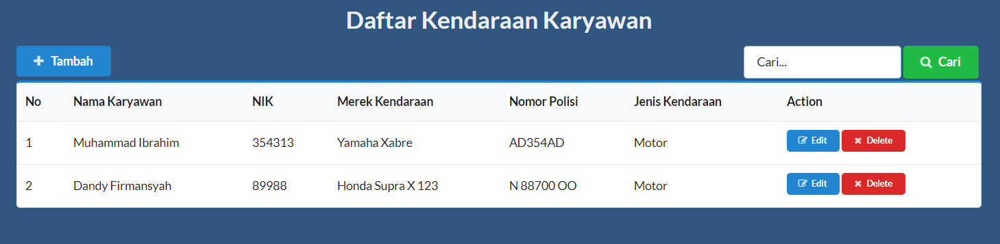 Daftar Kendaraan Karyawan
Tambah
Cari... Cari
No Nama Karyawan NIK Merek Kendaraan Nomor Polisi Jenis Kendaraan Action
1 Muhammad Ibrahim 354313 Yamaha Xabre AD354AD Motor Edit Delete
2 Dandy Firmansyah 89988 Honda Supra X 123 N 88700 OO Motor Edit Delete